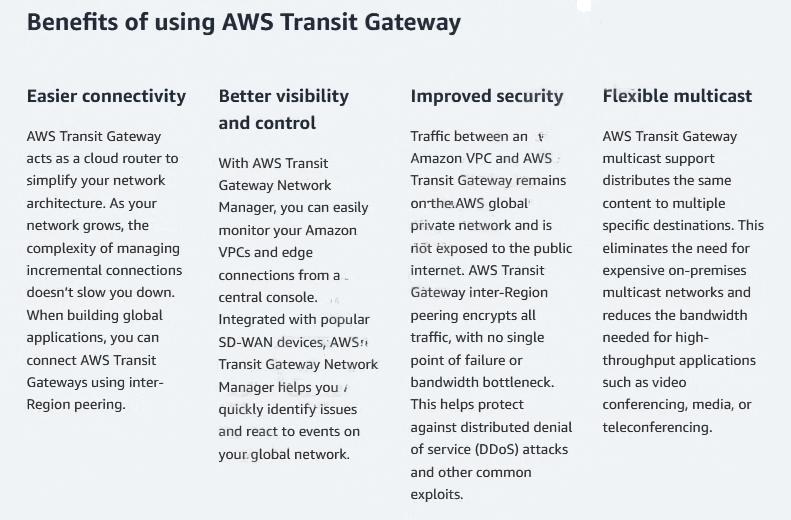 Benefits of using AWS Transit Gateway
Easier connectivity
AWS Transit Gateway
acts as a cloud router to
simplify your network
architecture. As your
network grows, the
complexity of managing
incremental connections
doesn't slow you down.
When building global
applications, you can
connect AWS Transit
Gateways using inter-
Region peering.
Better visibility
and control
With AWS Transit
Gateway Network
Manager, you can easily
monitor your Amazon
VPCs and edge
connections from a
central console.
Integrated with popular
SD-WAN devices, AWS
Transit Gateway Network
Manager helps you
quickly identify issues
and react to events on
your global network.
Improved security
Traffic between an
Amazon VPC and AWS
Transit Gateway remains
on the AWS global
private network and is
not exposed to the public
internet. AWS Transit
Gateway inter-Region
peering encrypts all
traffic, with no single
point of failure or
bandwidth bottleneck.
This helps protect
against distributed denial
of service (DDoS) attacks
and other common
exploits.
Flexible multicast
AWS Transit Gateway
multicast support
distributes the same
content to multiple
specific destinations. This
eliminates the need for
expensive on-premises
multicast networks and
reduces the bandwidth
needed for high-
throughput applications
such as video
conferencing, media, or
teleconferencing.